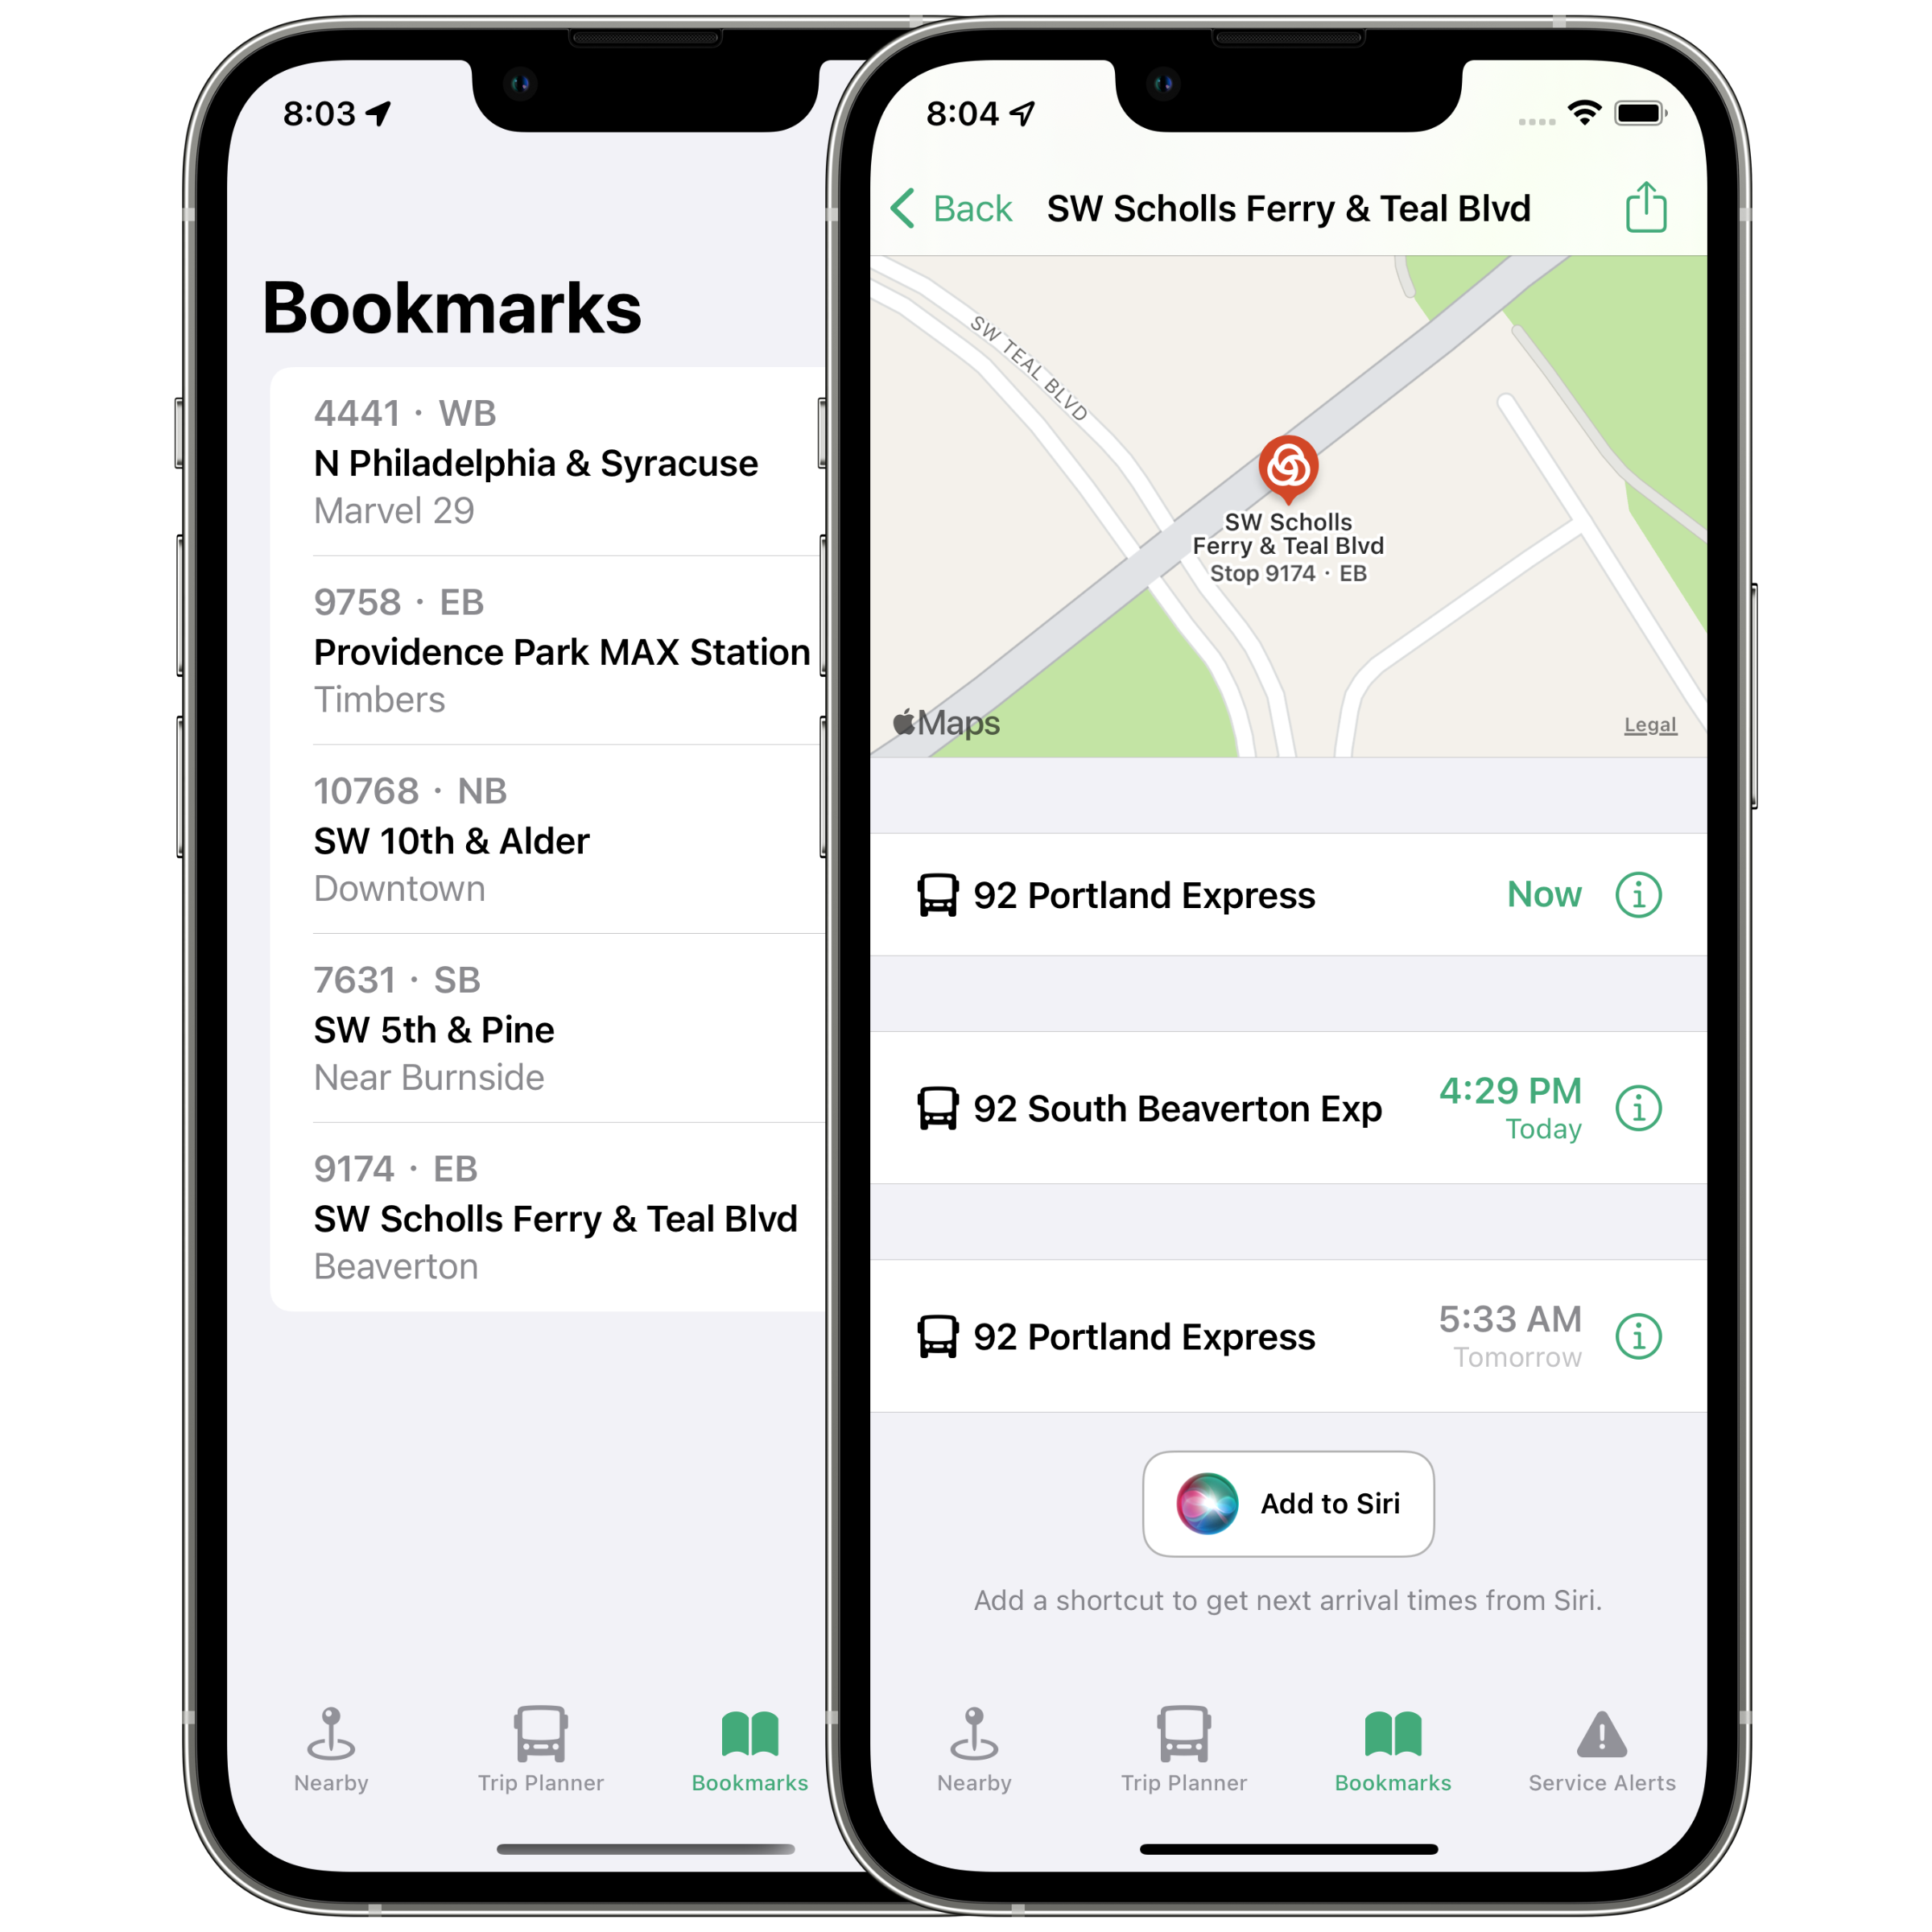 8:03
Bookmarks
4441 · WB
N Philadelphia & Syracuse
Marvel 29
9758 · EB
Providence Park MAX Station
Timbers
10768 · NB
SW 10th & Alder
Downtown
7631 · SB
SW 5th & Pine
Near Burnside
9174 · EB
SW Scholls Ferry & Teal Blvd
Beaverton
Nearby
Trip Planner
Bookmarks
8:04
Back
SW Scholls Ferry & Teal Blvd
SW TEAL BLVD
SW Scholls
Ferry & Teal Blvd
Stop 9174 · EB
Maps
Legal
92 Portland Express
Now
92 South Beaverton Exp
4:29 PM
Today
92 Portland Express
5:33 AM
Tomorrow
Add to Siri
Add a shortcut to get next arrival times from Siri.
Nearby
Trip Planner
Bookmarks
Service Alerts